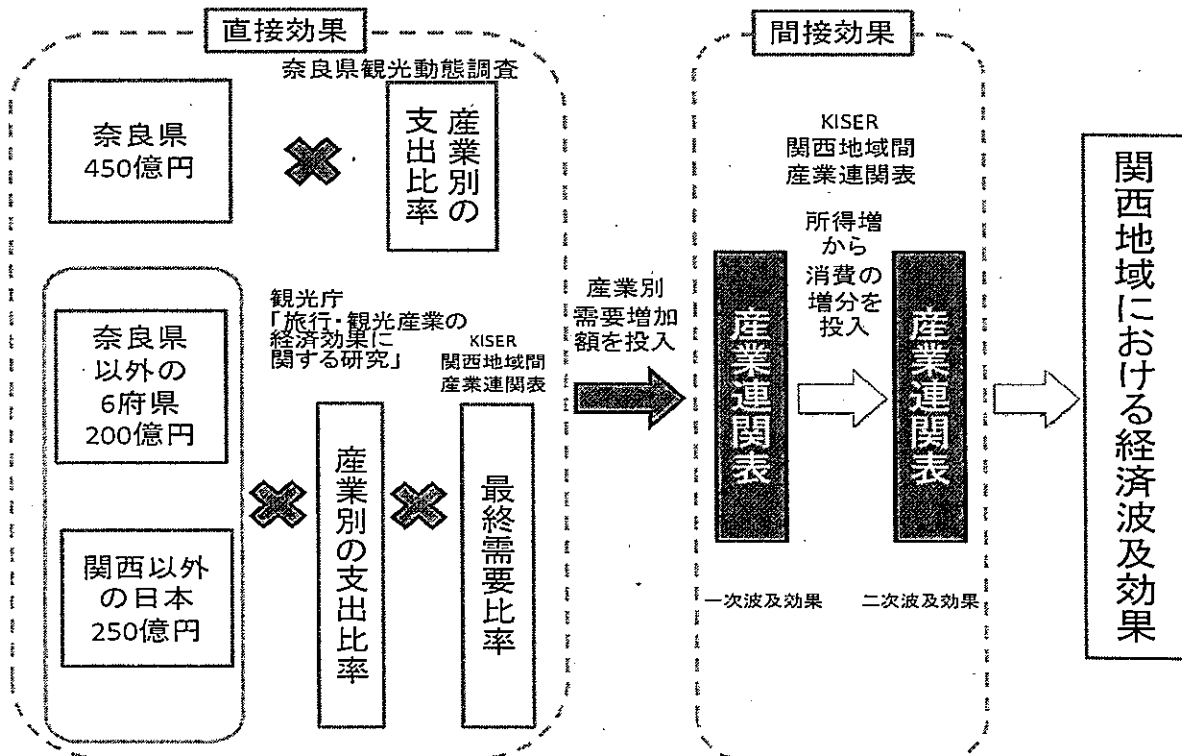 直接効果
奈良県観光動態調査
奈良県
450億円
産業別の
支出比率
奈良県
以外の
6府県
200億円
関西以外
の日本
250億円
観光庁
「旅行・観光産業の
経済効果に
関する研究」
KISER
関西地域間
産業連関表
産業別の支出比率
最終需要比率
産業別
需要増加
額を投入
間接効果
KISER
関西地域間
産業連関表
所得増
から
消費の
増分を
投入
産業連関表
産業連関表
一次波及効果
二次波及効果
関西地域における経済波及効果